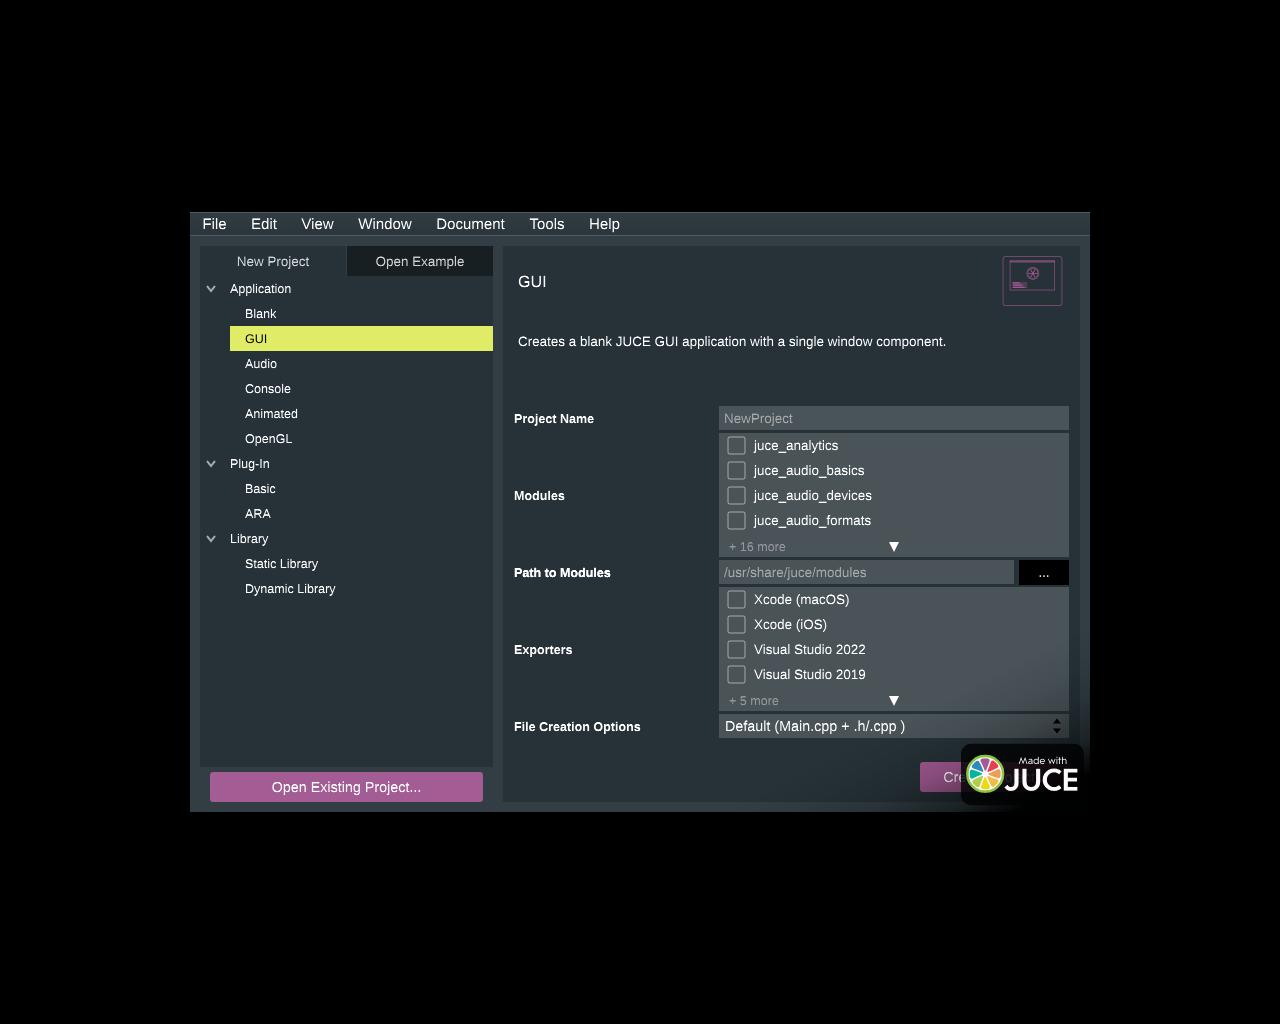 File Edit View Window Document Tools Help
New Project Open Example
Application
Blank
GUI
Audio
Console
Animated
OpenGL
Plug-In
Basic
ARA
Library
Static Library
Dynamic Library
Open Existing Project...
GUI
Creates a blank JUCE GUI application with a single window component.
Project Name NewProject
Modules
juce_analytics
juce_audio_basics
juce_audio_devices
juce_audio_formats
+ 16 more
Path to Modules /usr/share/juce/modules ...
Exporters
Xcode (macOS)
Xcode (iOS)
Visual Studio 2022
Visual Studio 2019
+ 5 more
File Creation Options Default (Main.cpp + .h/.cpp )
Made with
JUCE